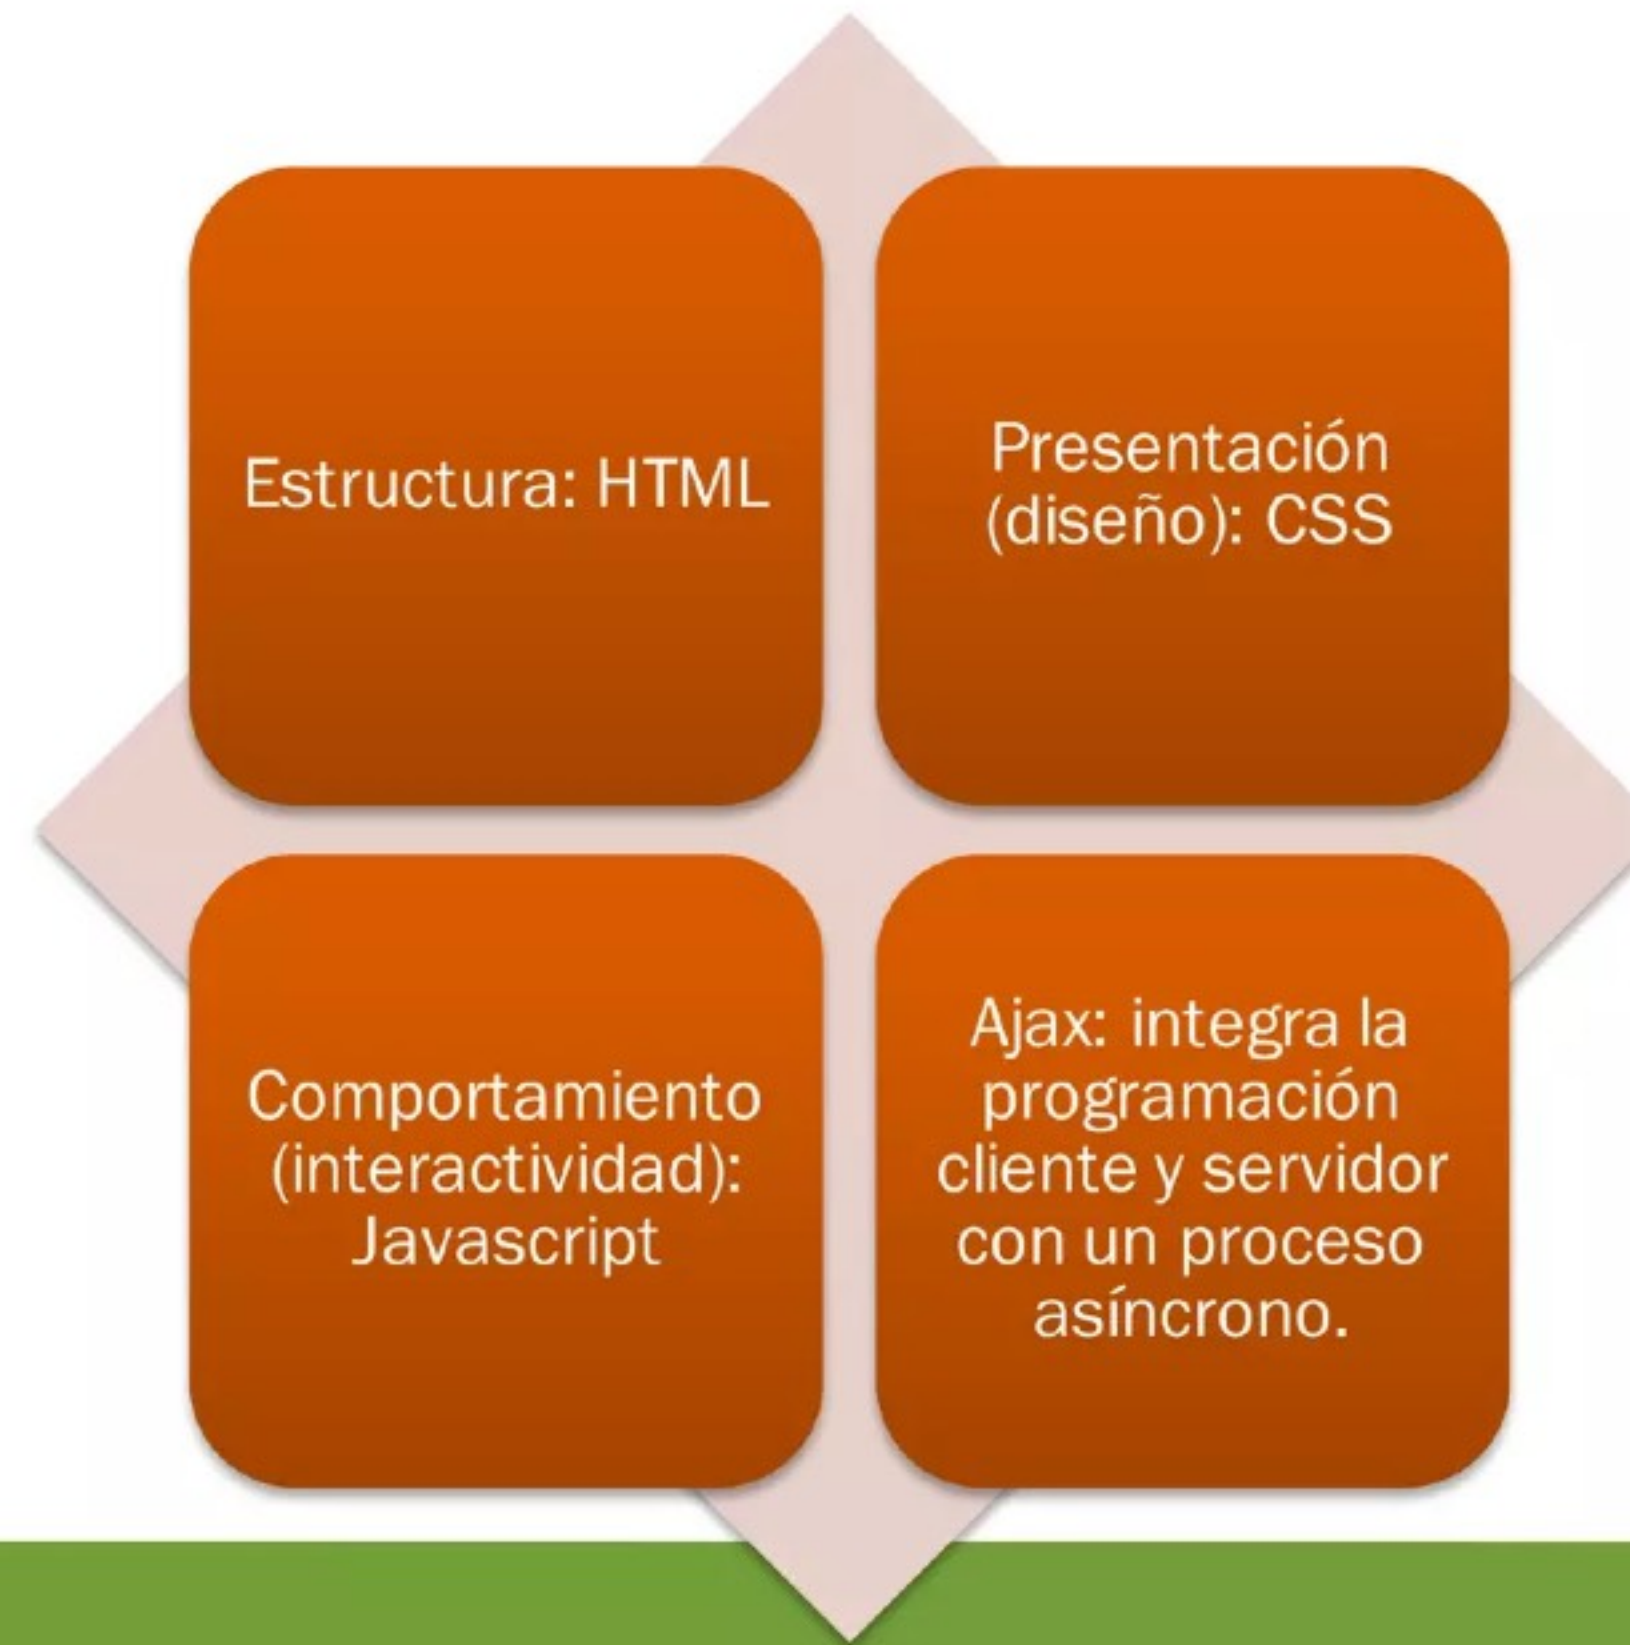 Estructura: HTML
Presentación
(diseño): CSS
Comportamiento
(interactividad):
Javascript
Ajax: integra la
programación
cliente y servidor
con un proceso
asíncrono.